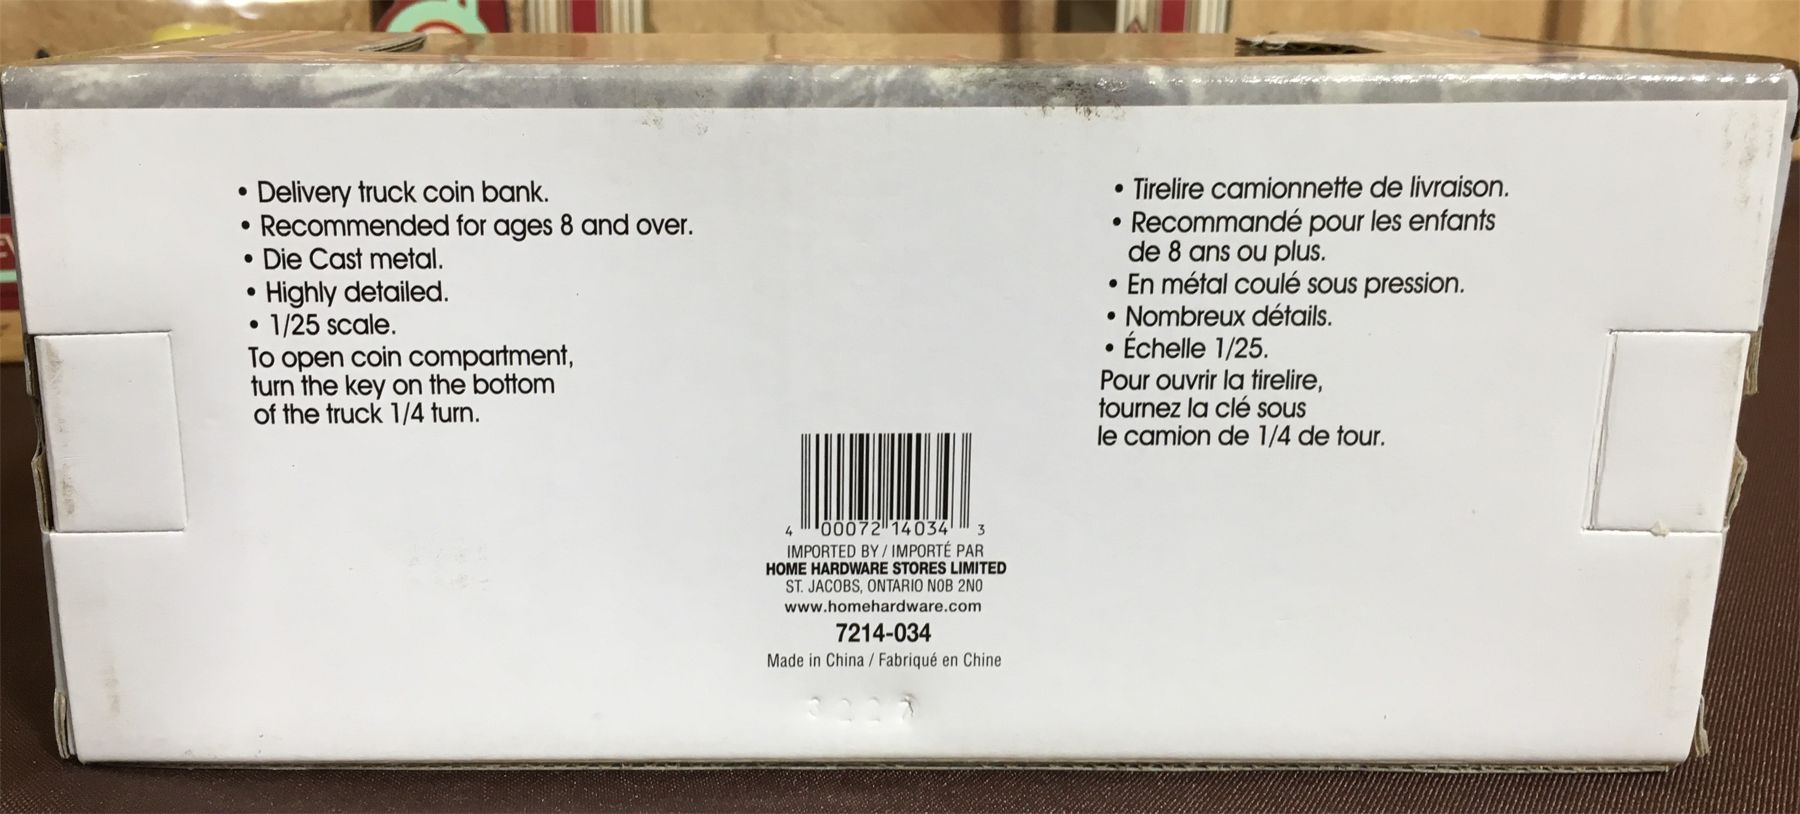 • Delivery truck coin bank.
• Recommended for ages 8 and over.
• Die Cast metal.
• Highly detailed.
• 1/25 scale.
To open coin compartment,
turn the key on the bottom
of the truck 1/4 turn.
• Tirelire camionnette de livraison.
• Recommandé pour les enfants
de 8 ans ou plus.
• En métal coulé sous pression.
• Nombreux détails.
• Échelle 1/25.
Pour ouvrir la tirelire,
tournez la clé sous
le camion de 1/4 de tour.
4 00072 14034 3
IMPORTED BY / IMPORTÉ PAR
HOME HARDWARE STORES LIMITED
ST. JACOBS, ONTARIO N0B 2N0
www.homehardware.com
7214-034
Made in China / Fabriqué en Chine